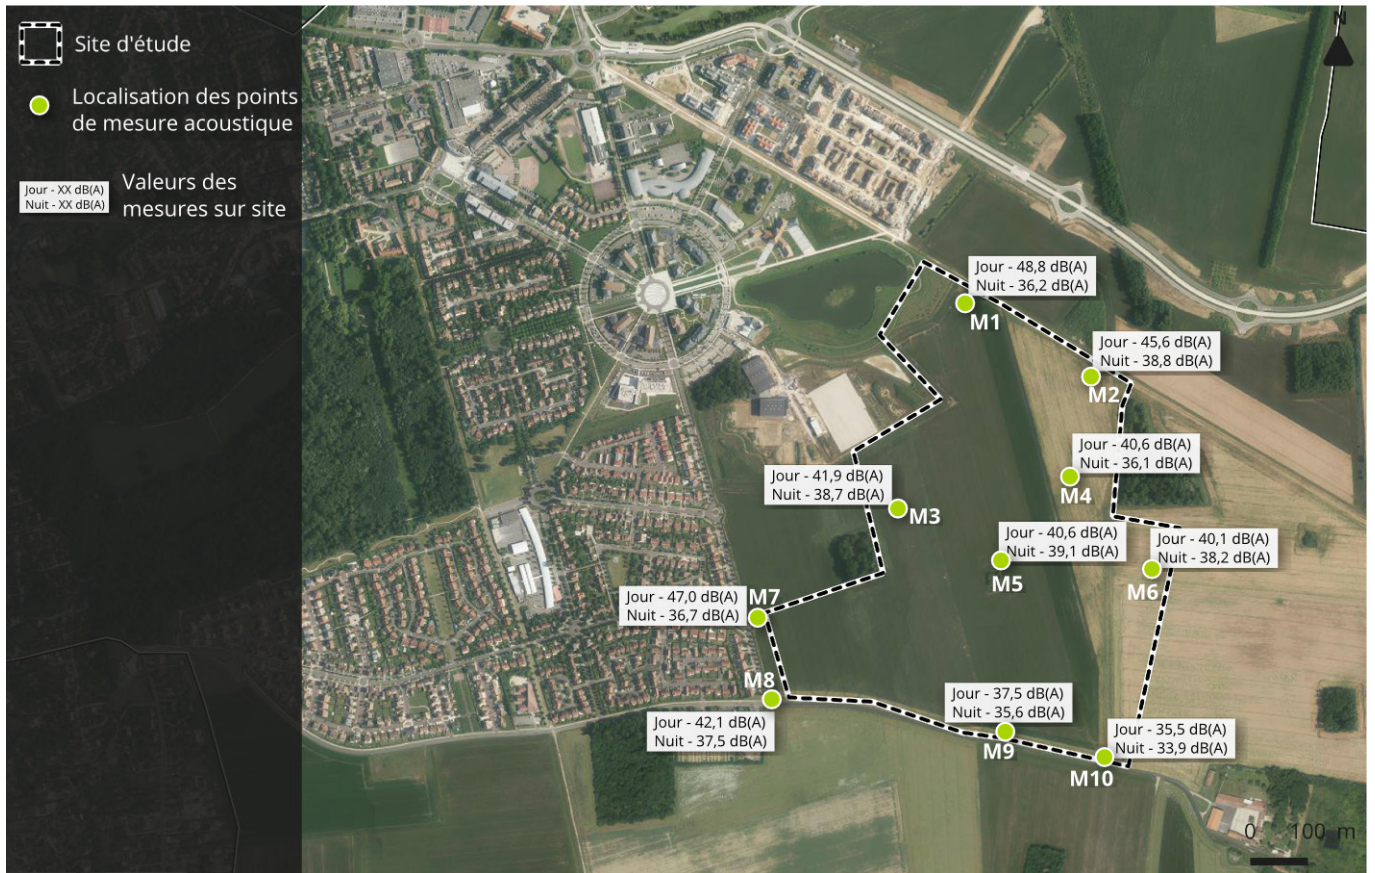 Site d'étude
Localisation des points
de mesure acoustique
Jour - XX dB(A)
Nuit - XX dB(A)
Valeurs des
mesures sur site
N
Jour - 48,8 dB(A)
Nuit - 36,2 dB(A)
M1
Jour - 45,6 dB(A)
Nuit - 38,8 dB(A)
M2
Jour - 40,6 dB(A)
Nuit - 36,1 dB(A)
M4
Jour - 41,9 dB(A)
Nuit - 38,7 dB(A)
M3
Jour - 40,6 dB(A)
Nuit - 39,1 dB(A)
M5
Jour - 40,1 dB(A)
Nuit - 38,2 dB(A)
M6
M7
Jour - 47,0 dB(A)
Nuit - 36,7 dB(A)
M8
Jour - 42,1 dB(A)
Nuit - 37,5 dB(A)
Jour - 37,5 dB(A)
Nuit - 35,6 dB(A)
M9
Jour - 35,5 dB(A)
Nuit - 33,9 dB(A)
M10
0 100 m